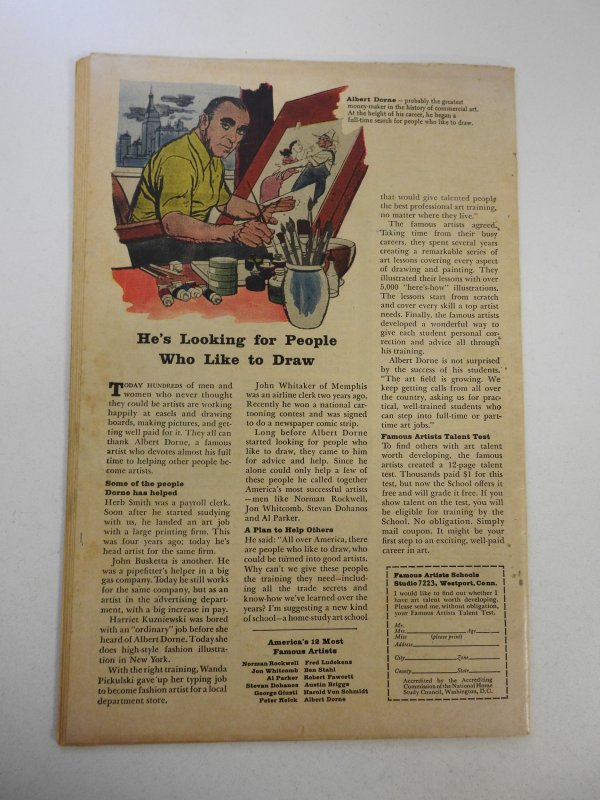 Albert Dorne — probably the greatest
money-maker in the history of commercial art.
At the height of his career, he began a
full-time search for people who like to draw.
He's Looking for People
Who Like to Draw
TODAY HUNDREDS of men and
women who never thought
they could be artists are working
happily at easels and drawing
boards, making pictures, and get-
ting well paid for it. They all can
thank Albert Dorne, a famous
artist who devotes almost his full
time to helping other people be-
come artists.
Some of the people
Dorne has helped
Herb Smith was a payroll clerk.
Soon after he started studying
with us, he landed an art job
with a large printing firm. This
was four years ago; today he's
head artist for the same firm.
John Busketta is another. He
was a pipefitter's helper in a big
gas company. Today he still works
for the same company, but as an
artist in the advertising depart-
ment, with a big increase in pay.
Harriet Kuzniewski was bored
with an "ordinary" job before she
heard of Albert Dorne. Today she
does high-style fashion illustra-
tion in New York.
With the right training, Wanda
Pickulski gave up her typing job
to become fashion artist for a local
department store.
John Whitaker of Memphis
was an airline clerk two years ago.
Recently he won a national car-
tooning contest and was signed
to do a newspaper comic strip.
Long before Albert Dorne
started looking for people who
like to draw, they came to him
for advice and help. Since he
alone could only help a few of
these people he called together
America's most successful artists
—men like Norman Rockwell,
Jon Whitcomb, Stevan Dohanos
and Al Parker.
A Plan to Help Others
He said: "All over America, there
are people who like to draw, who
could be turned into good artists.
Why can't we give these people
the training they need—includ-
ing all the trade secrets and
know-how we've learned over the
years? I'm suggesting a new kind
of school—a home-study art school
America's 12 Most
Famous Artists
Norman Rockwell Fred Ludekens
Jon Whitcomb Ben Stahl
Al Parker Robert Fawcett
Stevan Dohanos Austin Briggs
George Giusti Harold Von Schmidt
Peter Helck Albert Dorne
that would give talented people
the best professional art training,
no matter where they live."
The famous artists agreed.
Taking time from their busy
careers, they spent several years
creating a remarkable series of
art lessons covering every aspect
of drawing and painting. They
illustrated their lessons with over
5,000 "here's-how" illustrations.
The lessons start from scratch
and cover every skill a top artist
needs. Finally, the famous artists
developed a wonderful way to
give each student personal cor-
rection and advice all through
his training.
Albert Dorne is not surprised
by the success of his students.
"The art field is growing. We
keep getting calls from all over
the country, asking us for prac-
tical, well-trained students who
can step into full-time or part-
time art jobs."
Famous Artists Talent Test
To find others with art talent
worth developing, the famous
artists created a 12-page talent
test. Thousands paid $1 for this
test, but now the School offers it
free and will grade it free. If you
show talent on the test, you will
be eligible for training by the
School. No obligation. Simply
mail coupon. It might be your
first step to an exciting, well-paid
career in art.
Famous Artists Schools
Studio 7223, Westport, Conn.
I would like to find out whether I
have art talent worth developing.
Please send me, without obligation,
your Famous Artists Talent Test.
Mr.
Mrs. Age
Miss (please print)
Address
City Zone
County State
Accredited by the Accrediting
Commission of the National Home
Study Council, Washington, D.C.